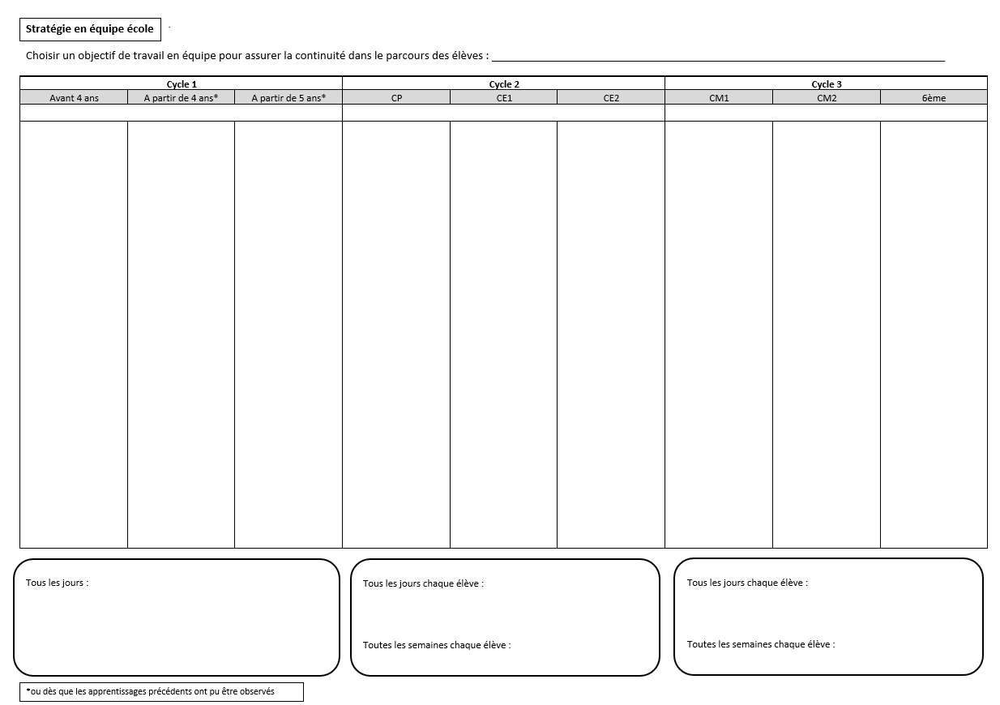 Stratégie en équipe école
Choisir un objectif de travail en équipe pour assurer la continuité dans le parcours des élèves :
Cycle 1 Cycle 2 Cycle 3
Avant 4 ans A partir de 4 ans* A partir de 5 ans* CP CE1 CE2 CM1 CM2 6ème
Tous les jours :
Tous les jours chaque élève :
Toutes les semaines chaque élève :
Tous les jours chaque élève :
Toutes les semaines chaque élève :
*ou dès que les apprentissages précédents ont pu être observés